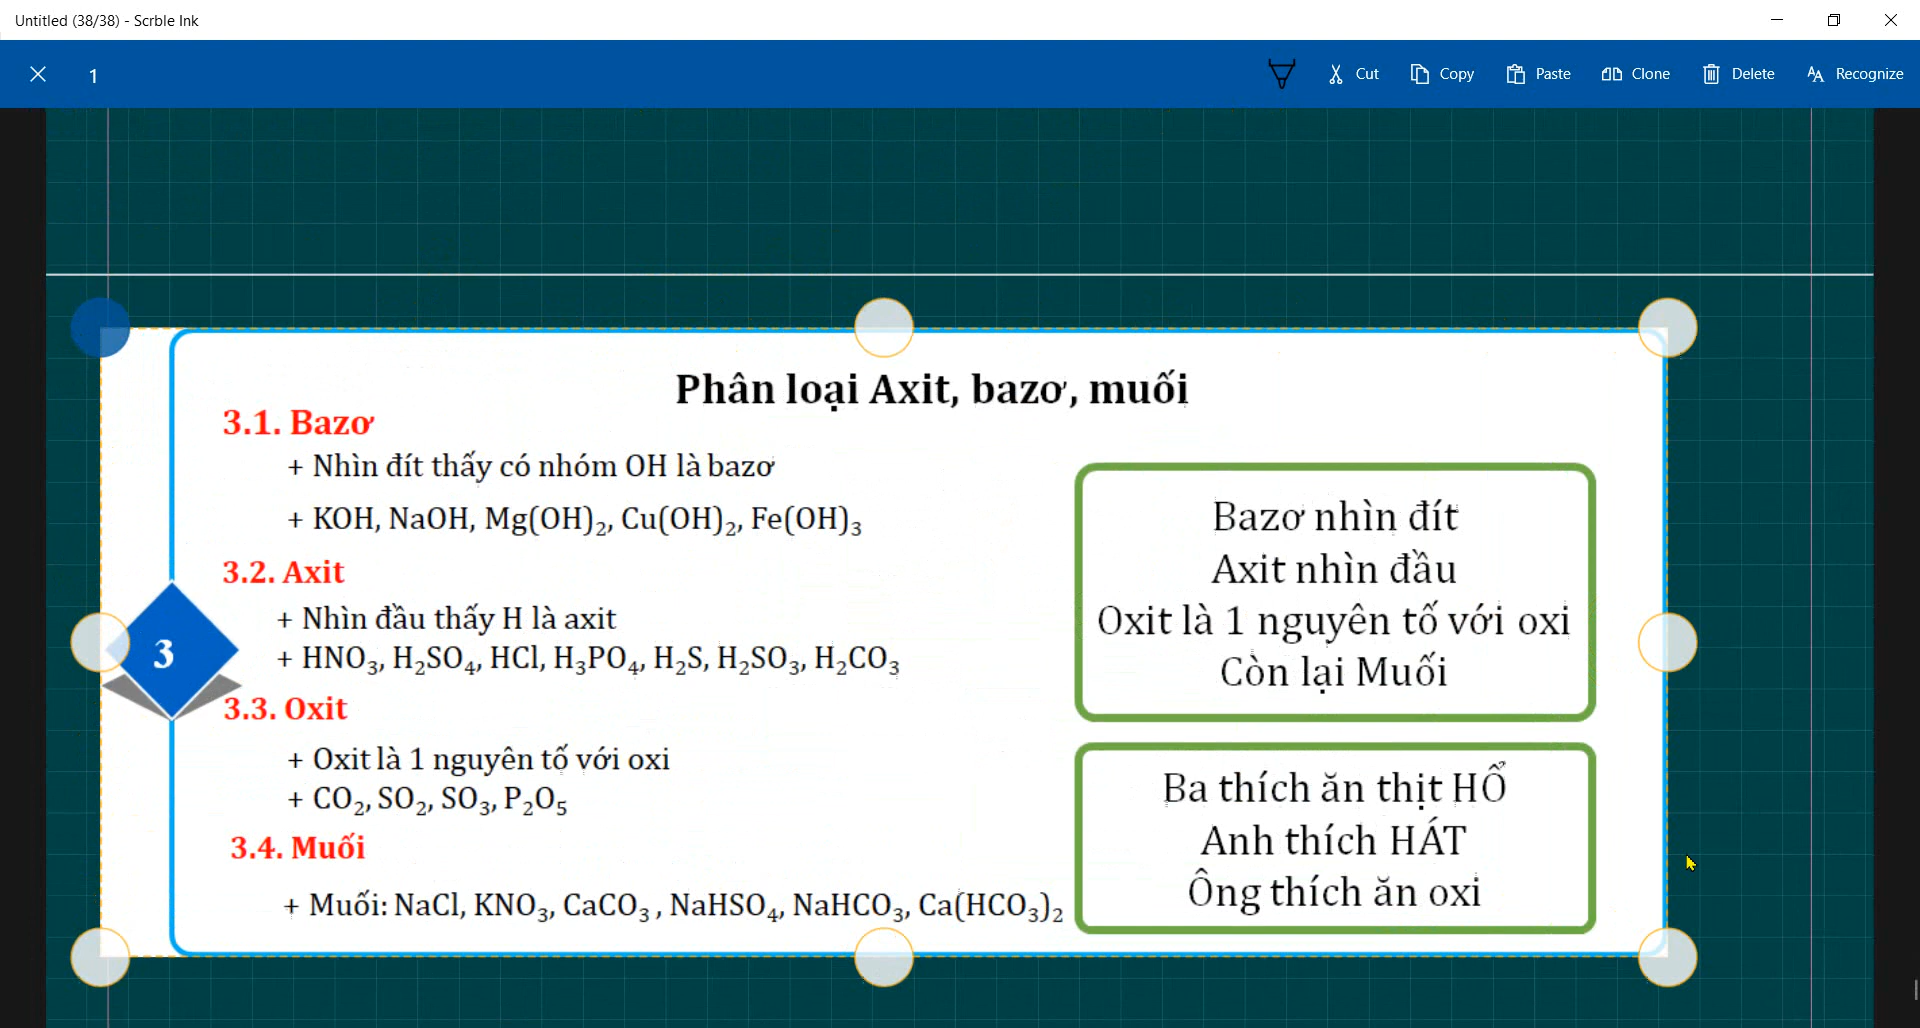 Untitled (38/38) - Scrble Ink
1
Cut
Copy
Paste
Clone
Delete
Recognize
Phân loại Axit, bazơ, muối
3.1. Bazơ
+ Nhìn đít thấy có nhóm OH là bazơ
+ KOH, NaOH, Mg(OH)₂, Cu(OH)₂, Fe(OH)₃
3.2. Axit
+ Nhìn đầu thấy H là axit
+ HNO₃, H₂SO₄, HCl, H₃PO₄, H₂S, H₂SO₃, H₂CO₃
3
3.3. Oxit
+ Oxit là 1 nguyên tố với oxi
+ CO₂, SO₂, SO₃, P₂O₅
3.4. Muối
+ Muối: NaCl, KNO₃, CaCO₃ , NaHSO₄, NaHCO₃, Ca(HCO₃)₂
Bazơ nhìn đít
Axit nhìn đầu
Oxit là 1 nguyên tố với oxi
Còn lại Muối
Ba thích ăn thịt HỔ
Anh thích HÁT
Ông thích ăn oxi